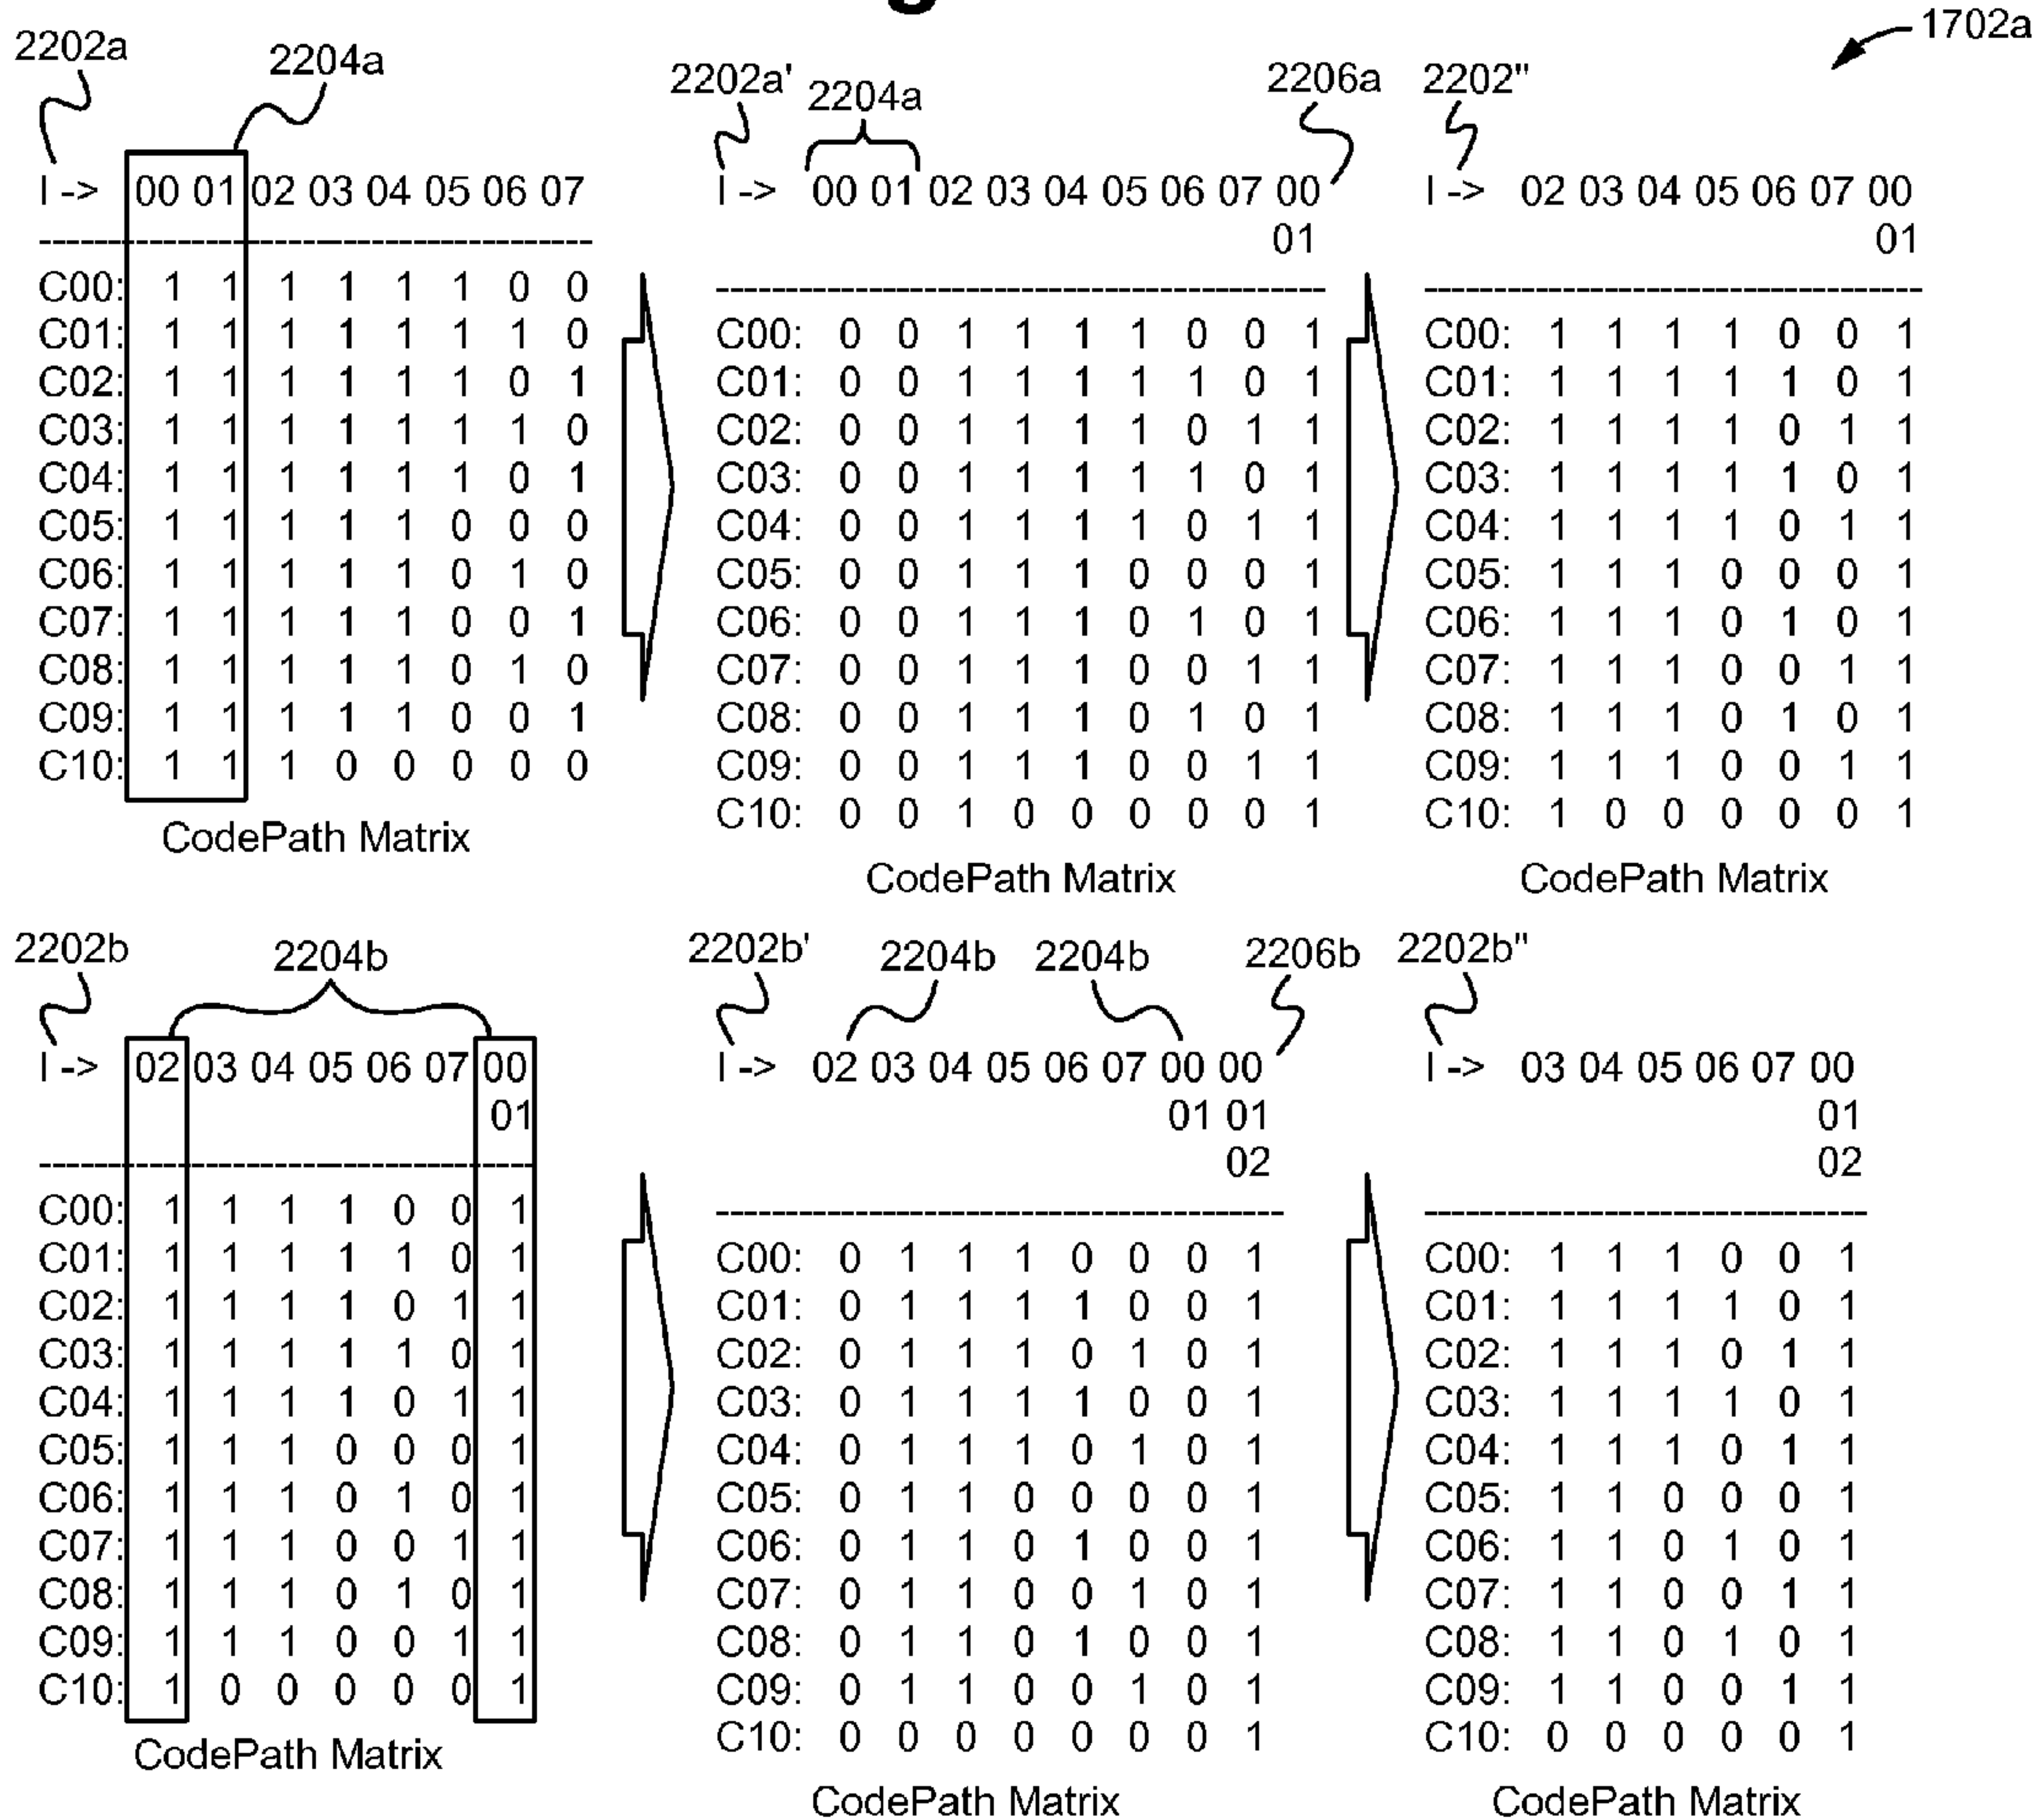 1702a
2202a 2204a 2202a' 2204a 2206a 2202"
I -> 00 01 02 03 04 05 06 07
I -> 00 01 02 03 04 05 06 07 00
01
I -> 02 03 04 05 06 07 00
01
C00: 1 1 1 1 1 1 0 0
C01: 1 1 1 1 1 1 1 0
C02: 1 1 1 1 1 1 0 1
C03: 1 1 1 1 1 1 1 0
C04: 1 1 1 1 1 1 0 1
C05: 1 1 1 1 1 0 0 0
C06: 1 1 1 1 1 0 1 0
C07: 1 1 1 1 1 0 0 1
C08: 1 1 1 1 1 0 1 0
C09: 1 1 1 1 1 0 0 1
C10: 1 1 1 0 0 0 0 0
CodePath Matrix
C00: 0 0 1 1 1 1 0 0 1
C01: 0 0 1 1 1 1 1 0 1
C02: 0 0 1 1 1 1 0 1 1
C03: 0 0 1 1 1 1 1 0 1
C04: 0 0 1 1 1 1 0 1 1
C05: 0 0 1 1 1 0 0 0 1
C06: 0 0 1 1 1 0 1 0 1
C07: 0 0 1 1 1 0 0 1 1
C08: 0 0 1 1 1 0 1 0 1
C09: 0 0 1 1 1 0 0 1 1
C10: 0 0 1 0 0 0 0 0 1
CodePath Matrix
C00: 1 1 1 1 0 0 1
C01: 1 1 1 1 1 0 1
C02: 1 1 1 1 0 1 1
C03: 1 1 1 1 1 0 1
C04: 1 1 1 1 0 1 1
C05: 1 1 1 0 0 0 1
C06: 1 1 1 0 1 0 1
C07: 1 1 1 0 0 1 1
C08: 1 1 1 0 1 0 1
C09: 1 1 1 0 0 1 1
C10: 1 0 0 0 0 0 1
CodePath Matrix
2202b 2204b 2202b' 2204b 2204b 2206b 2202b"
I -> 02 03 04 05 06 07 00
01
I -> 02 03 04 05 06 07 00 00
01 01
02
I -> 03 04 05 06 07 00
01
02
C00: 1 1 1 1 0 0 1
C01: 1 1 1 1 1 0 1
C02: 1 1 1 1 0 1 1
C03: 1 1 1 1 1 0 1
C04: 1 1 1 1 0 1 1
C05: 1 1 1 0 0 0 1
C06: 1 1 1 0 1 0 1
C07: 1 1 1 0 0 1 1
C08: 1 1 1 0 1 0 1
C09: 1 1 1 0 0 1 1
C10: 1 0 0 0 0 0 1
CodePath Matrix
C00: 0 1 1 1 0 0 0 1
C01: 0 1 1 1 1 0 0 1
C02: 0 1 1 1 0 1 0 1
C03: 0 1 1 1 1 0 0 1
C04: 0 1 1 1 0 1 0 1
C05: 0 1 1 0 0 0 0 1
C06: 0 1 1 0 1 0 0 1
C07: 0 1 1 0 0 1 0 1
C08: 0 1 1 0 1 0 0 1
C09: 0 1 1 0 0 1 0 1
C10: 0 0 0 0 0 0 0 1
CodePath Matrix
C00: 1 1 1 0 0 1
C01: 1 1 1 1 0 1
C02: 1 1 1 0 1 1
C03: 1 1 1 1 0 1
C04: 1 1 1 0 1 1
C05: 1 1 0 0 0 1
C06: 1 1 0 1 0 1
C07: 1 1 0 0 1 1
C08: 1 1 0 1 0 1
C09: 1 1 0 0 1 1
C10: 0 0 0 0 0 1
CodePath Matrix